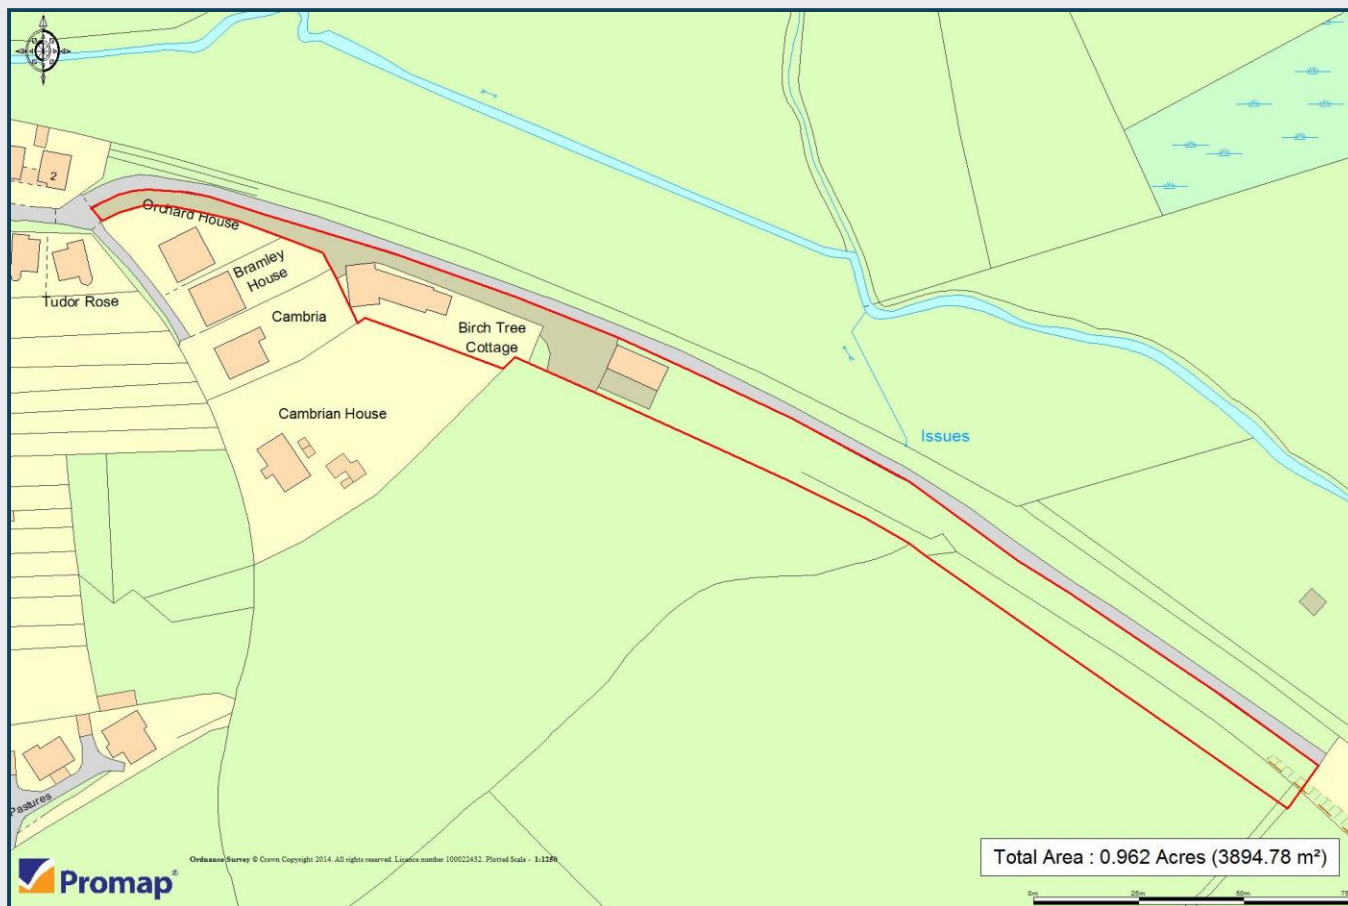 2
Orchard House
Bramley
House
Tudor Rose
Cambria
Birch Tree
Cottage
Cambrian House
Issues
Pastures
Ordnance Survey © Crown Copyright 2014. All rights reserved. Licence number 100022432. Plotted Scale - 1:1250
Promap®
Total Area : 0.962 Acres (3894.78 m²)
0m 25m 50m 75